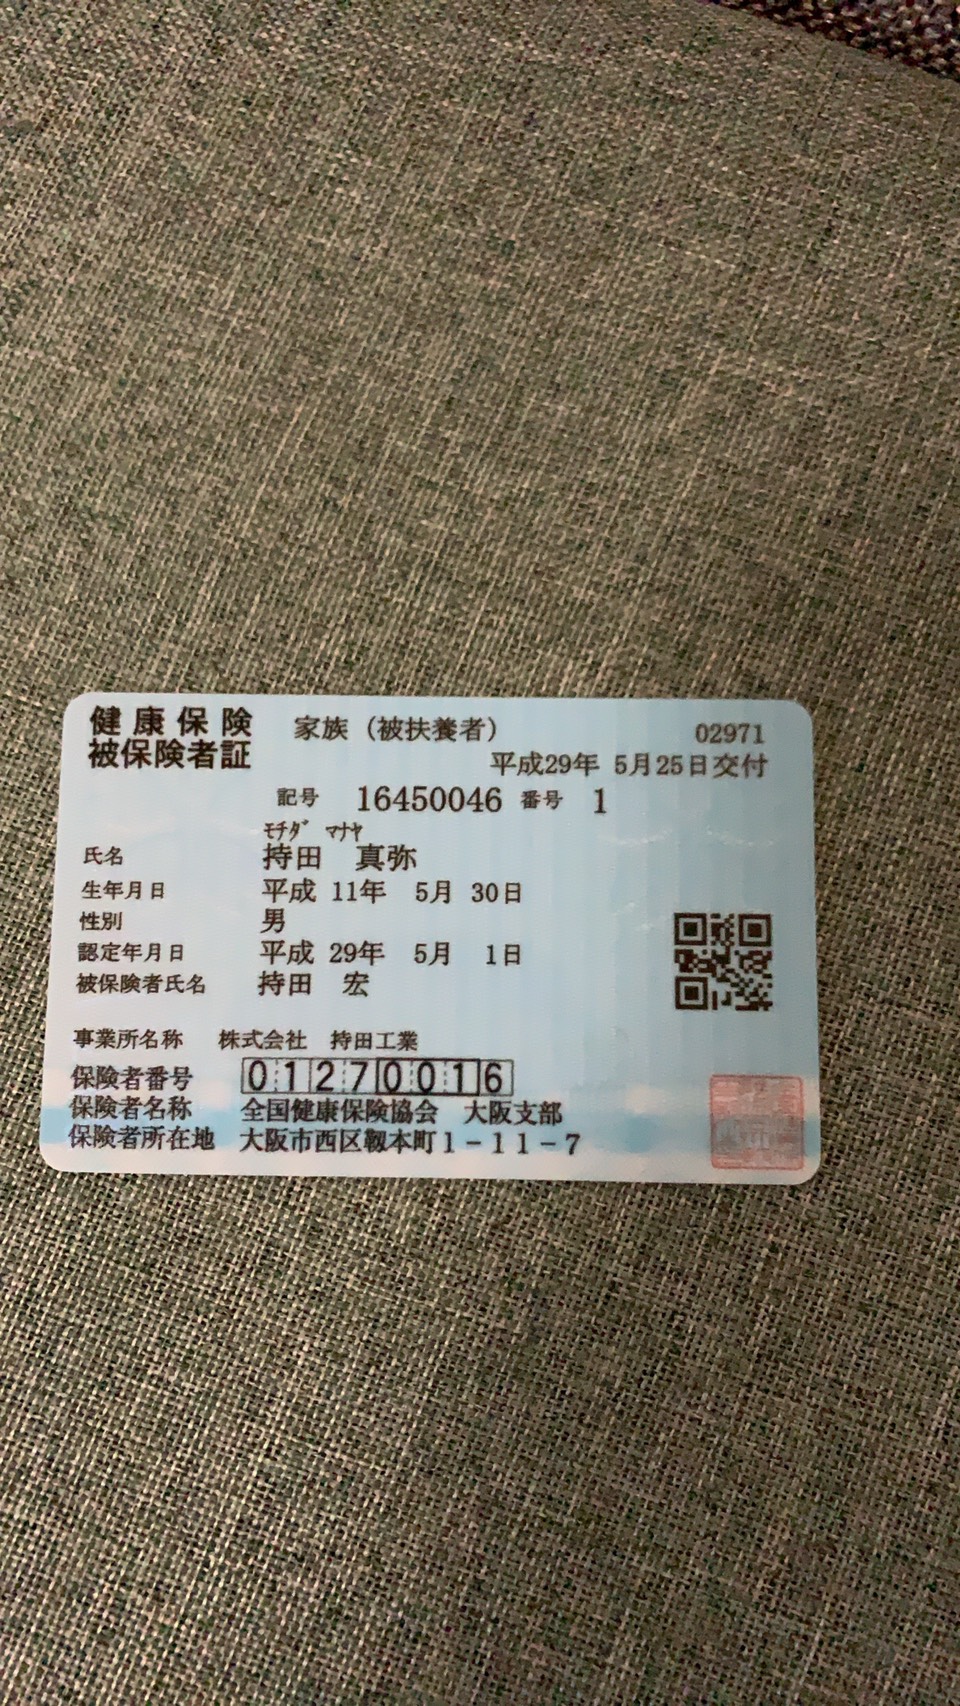 健康保険 家族（被扶養者） 02971
被保険者証 平成29年 5月25日交付
記号 16450046 番号 1
ﾓﾁﾀﾞ ﾏﾅﾔ
氏名 持田 真弥
生年月日 平成 11年 5月 30日
性別 男
認定年月日 平成 29年 5月 1日
被保険者氏名 持田 宏
事業所名称 株式会社 持田工業
保険者番号 01270016
保険者名称 全国健康保険協会 大阪支部
保険者所在地 大阪市西区靱本町1－11－7